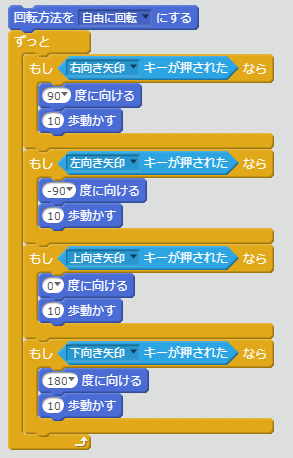 回転方法を 自由に回転 にする
ずっと
もし 右向き矢印 キーが押された なら
90 度に向ける
10 歩動かす
もし 左向き矢印 キーが押された なら
-90 度に向ける
10 歩動かす
もし 上向き矢印 キーが押された なら
0 度に向ける
10 歩動かす
もし 下向き矢印 キーが押された なら
180 度に向ける
10 歩動かす